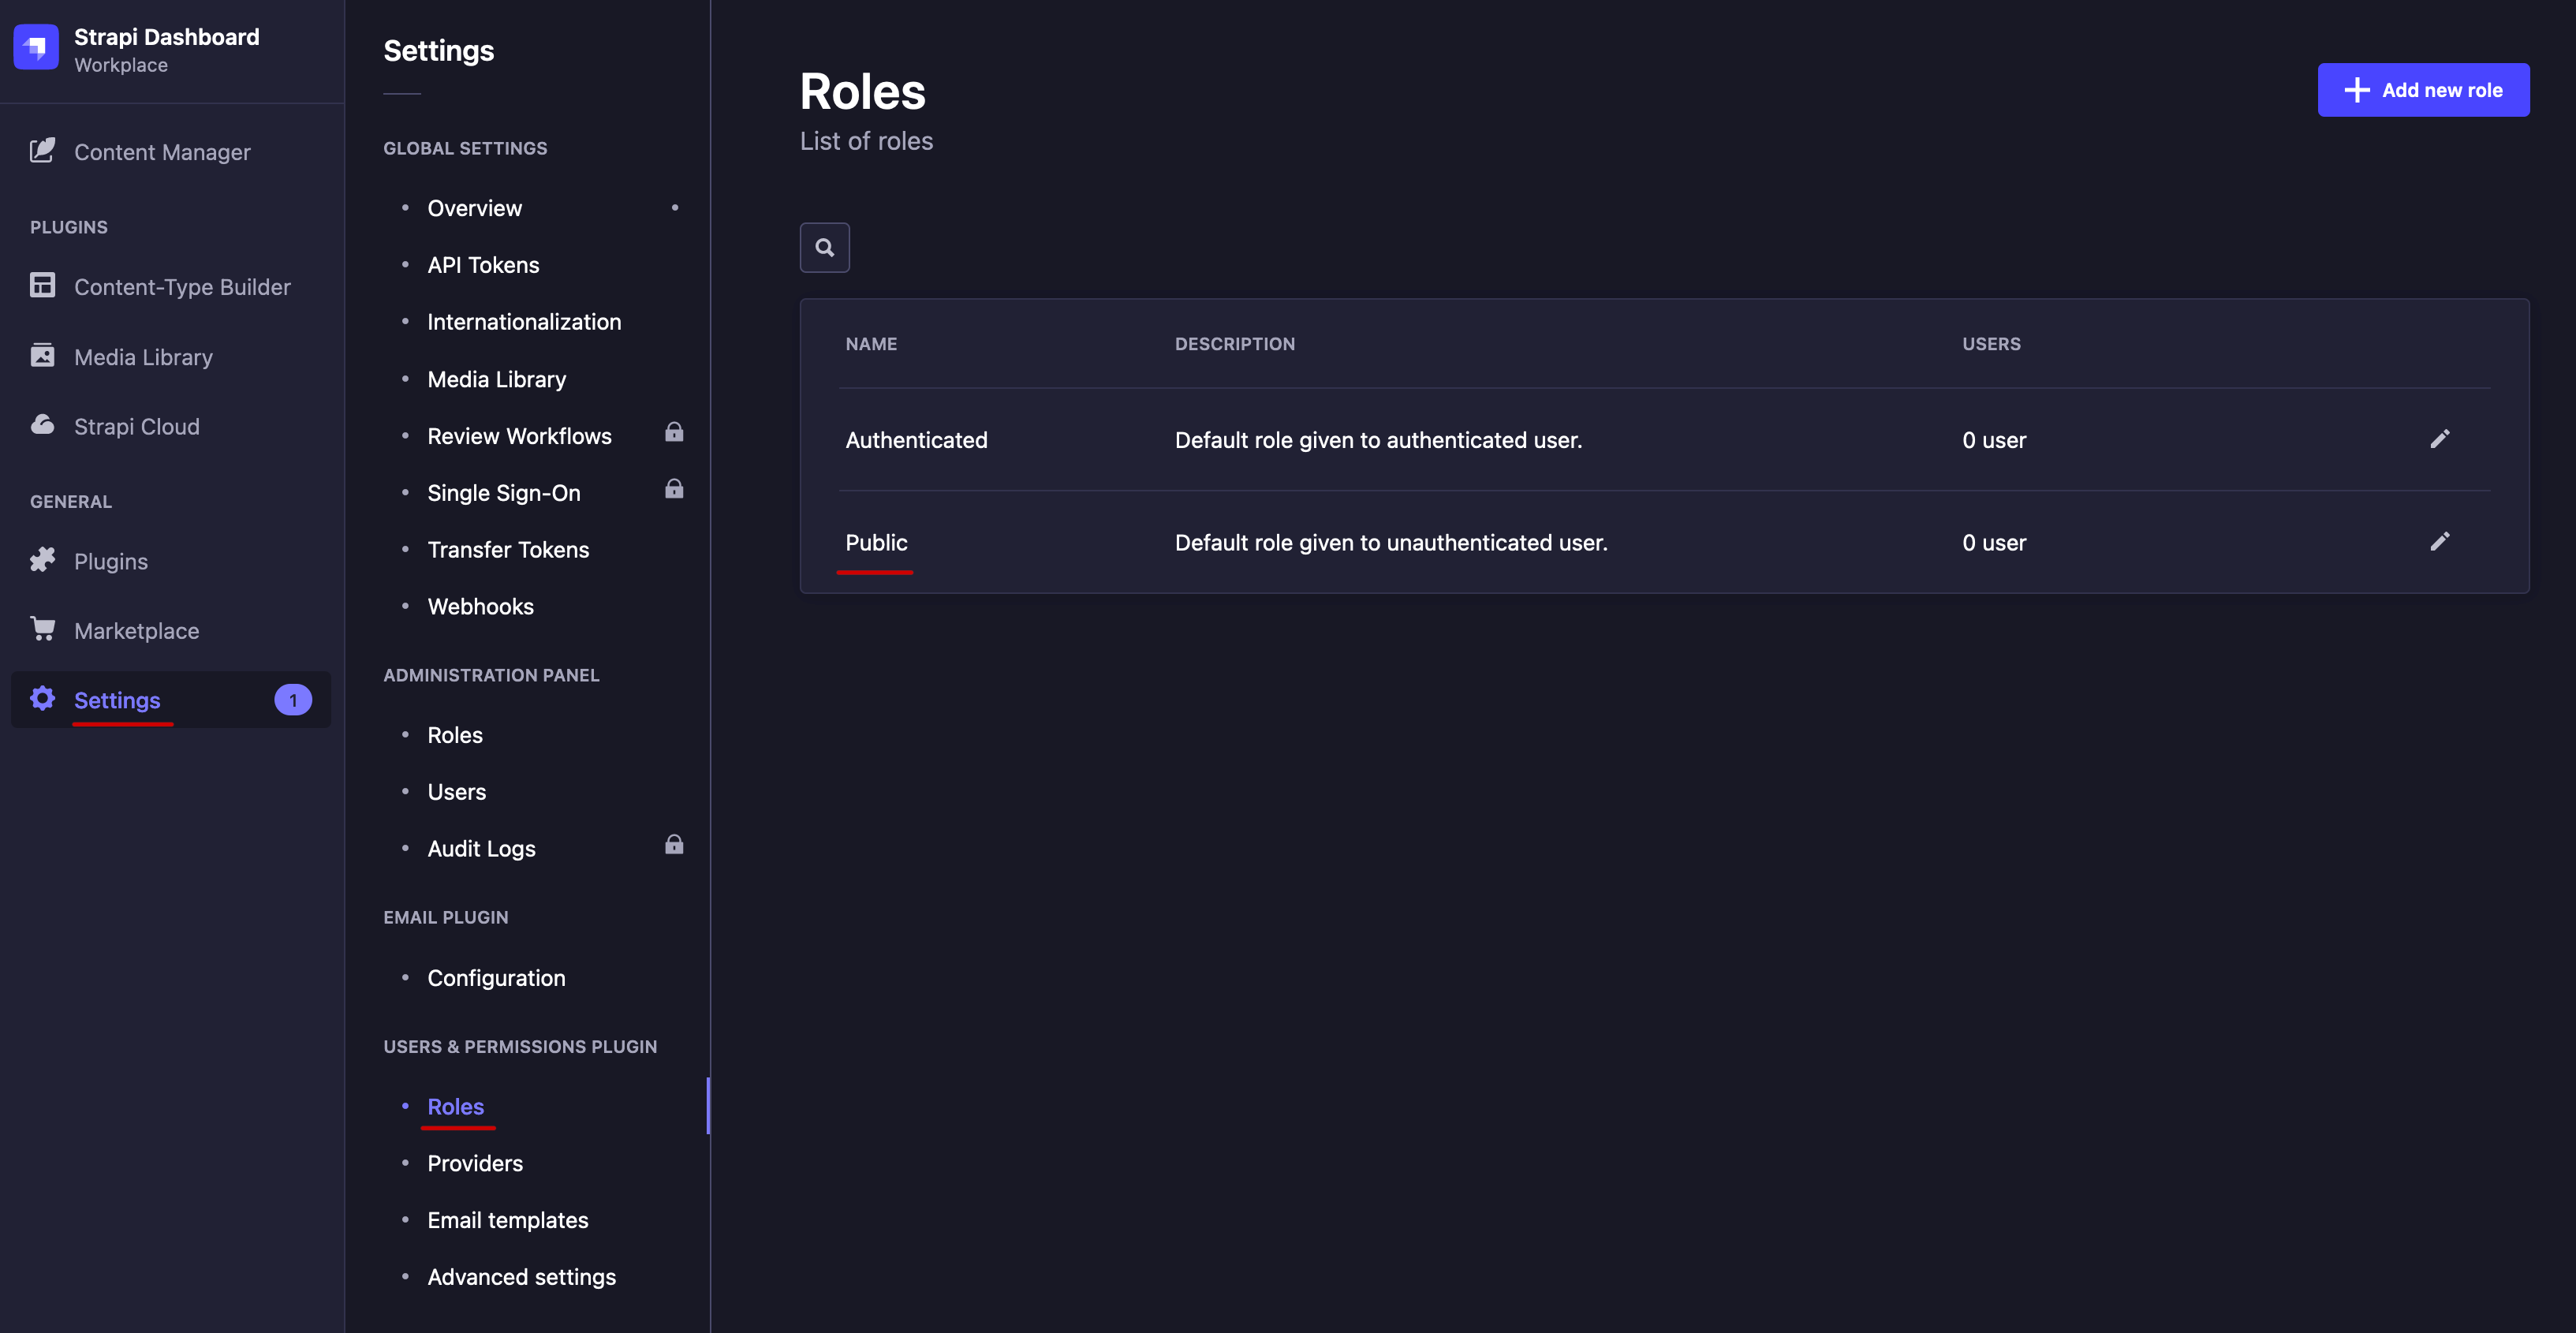 Strapi Dashboard
Workplace
Content Manager
PLUGINS
Content-Type Builder
Media Library
Strapi Cloud
GENERAL
Plugins
Marketplace
Settings 1
Settings
GLOBAL SETTINGS
Overview
API Tokens
Internationalization
Media Library
Review Workflows
Single Sign-On
Transfer Tokens
Webhooks
ADMINISTRATION PANEL
Roles
Users
Audit Logs
EMAIL PLUGIN
Configuration
USERS & PERMISSIONS PLUGIN
Roles
Providers
Email templates
Advanced settings
Roles
List of roles
Add new role
NAME DESCRIPTION USERS
Authenticated Default role given to authenticated user. 0 user
Public Default role given to unauthenticated user. 0 user